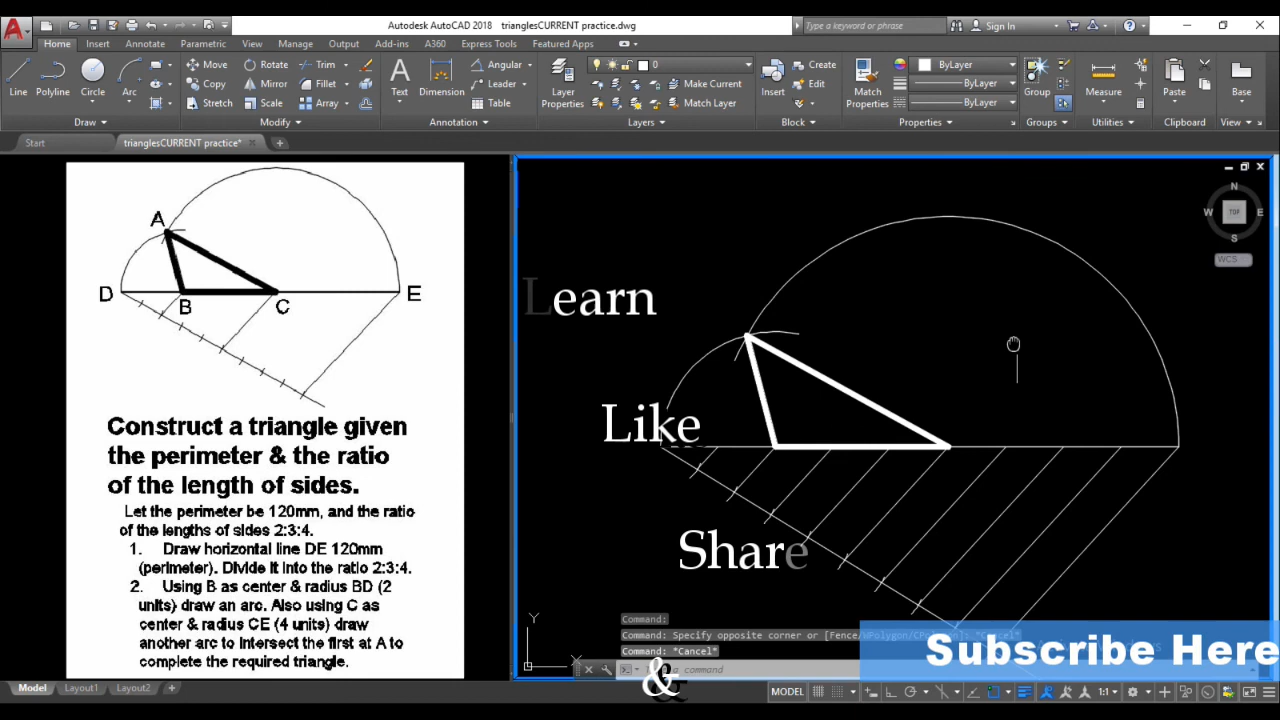 Autodesk AutoCAD 2018 trianglesCURRENT practice.dwg
Type a keyword or phrase
Sign In
Home Insert Annotate Parametric View Manage Output Add-ins A360 Express Tools Featured Apps
Line Polyline Circle Arc
Move Rotate Trim
Copy Mirror Fillet
Stretch Scale Array
Text Dimension
Angular
Leader
Table
Layer Properties
0
Make Current
Match Layer
Insert
Create
Edit
Match Properties
ByLayer
ByLayer
ByLayer
Group
Measure
Paste
Base
Draw Modify Annotation Layers Block Properties Groups Utilities Clipboard View
Start trianglesCURRENT practice*
A
D
B
C
E
Construct a triangle given
the perimeter & the ratio
of the length of sides.
Let the perimeter be 120mm, and the ratio
of the lengths of sides 2:3:4.
1. Draw horizontal line DE 120mm
(perimeter). Divide it into the ratio 2:3:4.
2. Using B as center & radius BD (2
units) draw an arc. Also using C as
center & radius CE (4 units) draw
another arc to intersect the first at A to
complete the required triangle.
N
W TOP E
S
WCS
Learn
Like
Share
&
Subscribe Here
Y
X
Command:
Command: Specify opposite corner or [Fence/WPolygon/CPolygon]: *Cancel*
Command: *Cancel*
Type a command
Model Layout1 Layout2
MODEL
1:1